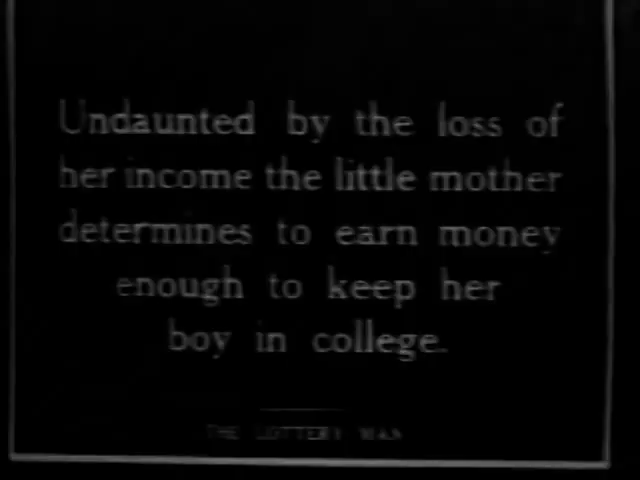 Undaunted by the loss of
her income the little mother
determines to earn money
enough to keep her
boy in college.
THE LOTTERY MAN